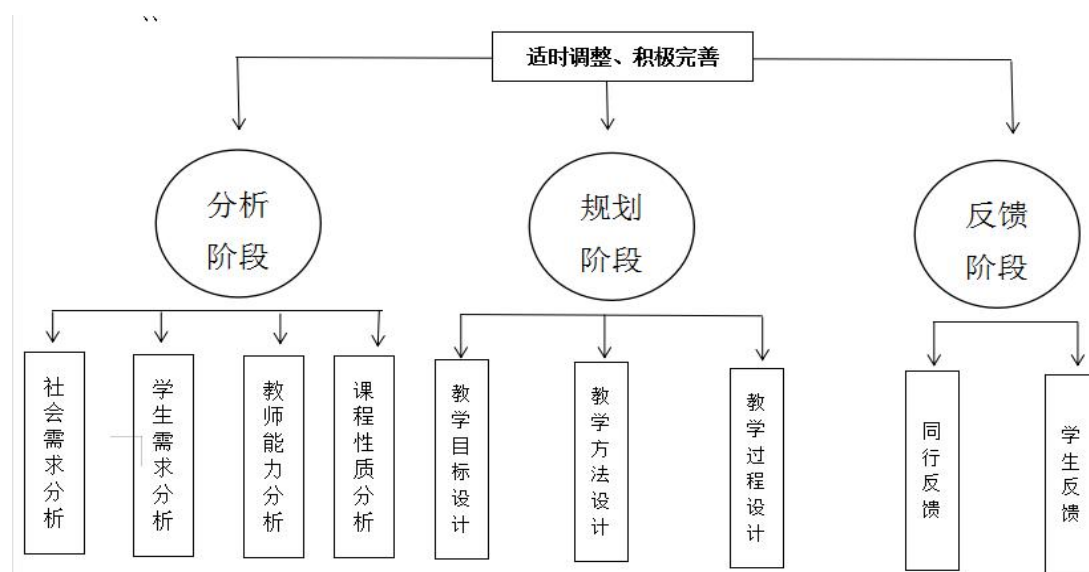 适时调整、积极完善
分析
阶段
规划
阶段
反馈
阶段
社会需求分析
学生需求分析
教师能力分析
课程性质分析
教学目标设计
教学方法设计
教学过程设计
同行反馈
学生反馈